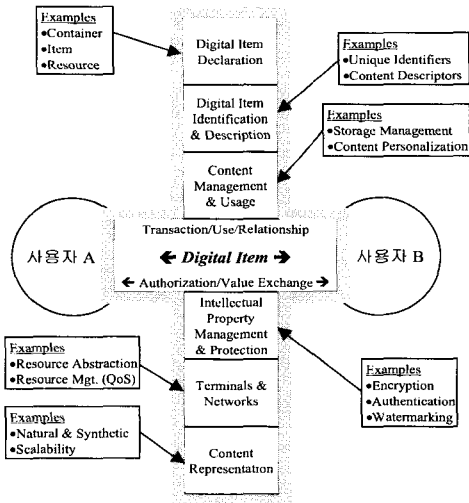 Examples
•Container
•Item
•Resource
Digital Item
Declaration
Examples
•Unique Identifiers
•Content Descriptors
Digital Item
Identification
& Description
Examples
•Storage Management
•Content Personalization
Content
Management
& Usage
사용자 A
Transaction/Use/Relationship
← Digital Item →
← Authorization/Value Exchange →
사용자 B
Intellectual
Property
Management
& Protection
Examples
•Resource Abstraction
•Resource Mgt. (QoS)
Terminals &
Networks
Examples
•Encryption
•Authentication
•Watermarking
Examples
•Natural & Synthetic
•Scalability
Content
Representation